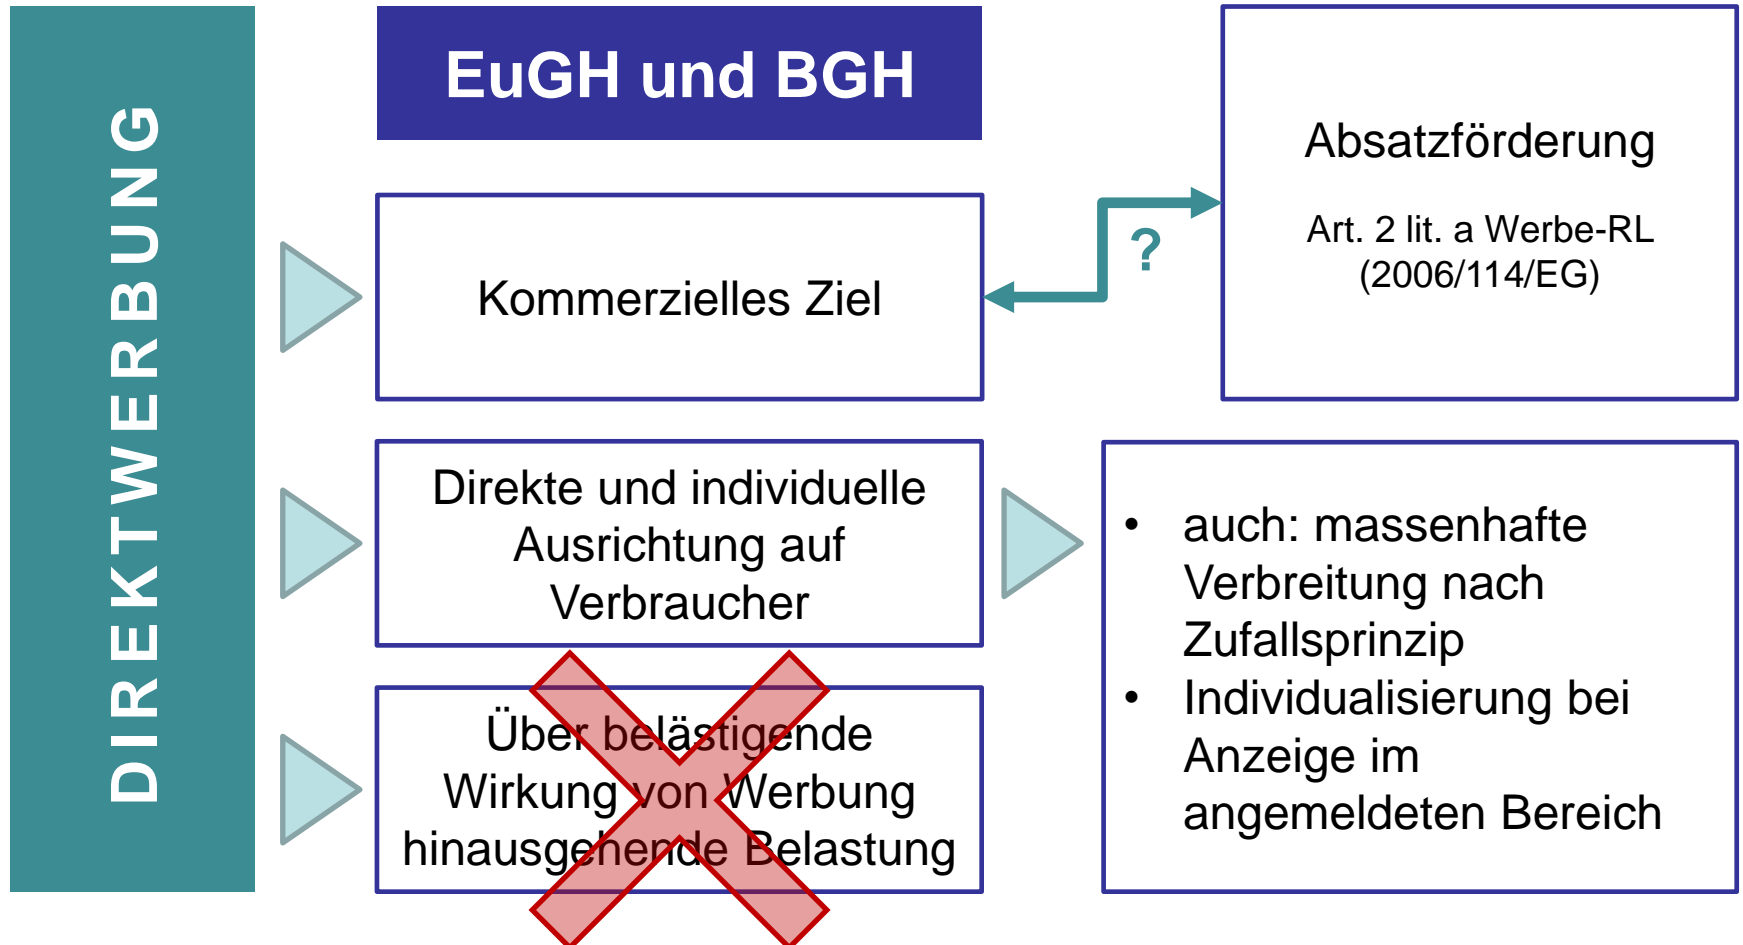 DIREKTWERBUNG
EuGH und BGH
Kommerzielles Ziel
?
Absatzförderung
Art. 2 lit. a Werbe-RL
(2006/114/EG)
Direkte und individuelle
Ausrichtung auf
Verbraucher
• auch: massenhafte
Verbreitung nach
Zufallsprinzip
• Individualisierung bei
Anzeige im
angemeldeten Bereich
Über belästigende
Wirkung von Werbung
hinausgehende Belastung